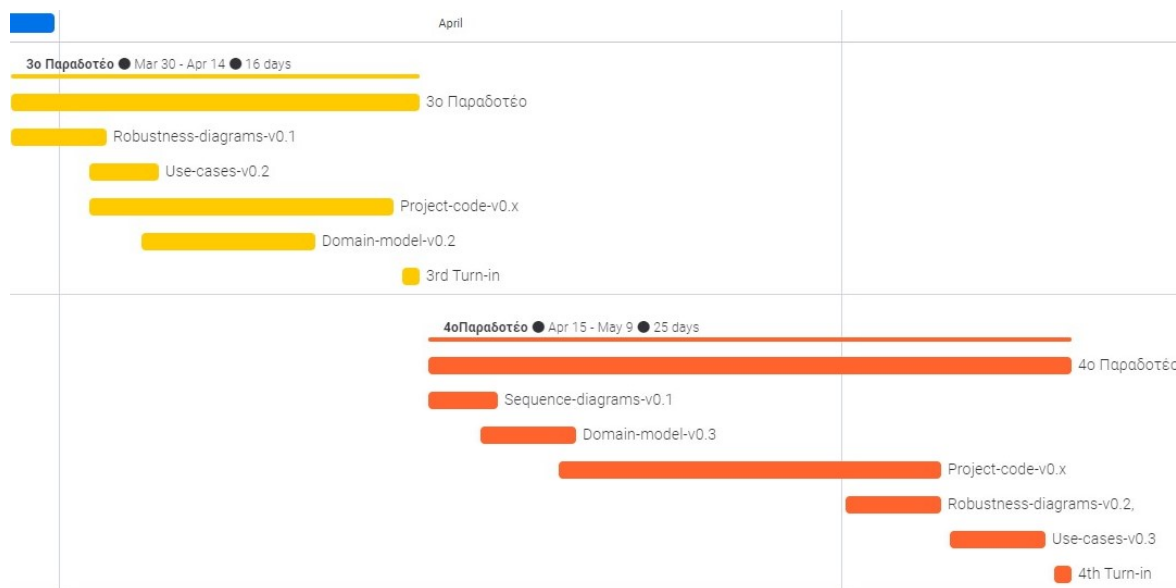 April
3ο Παραδοτέο ● Mar 30 - Apr 14 ● 16 days
3ο Παραδοτέο
Robustness-diagrams-v0.1
Use-cases-v0.2
Project-code-v0.x
Domain-model-v0.2
3rd Turn-in
4οΠαραδοτέο ● Apr 15 - May 9 ● 25 days
4ο Παραδοτέο
Sequence-diagrams-v0.1
Domain-model-v0.3
Project-code-v0.x
Robustness-diagrams-v0.2,
Use-cases-v0.3
4th Turn-in